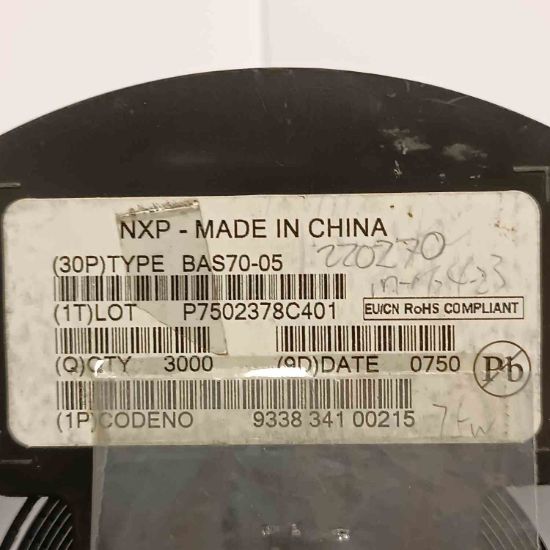 NXP - MADE IN CHINA
(30P)TYPE BAS70-05
220270
(1T)LOT P7502378C401
EU/CN RoHS COMPLIANT
(Q)QTY 3000 (9D)DATE 0750
Pb
(1P)CODENO 9338 341 00215